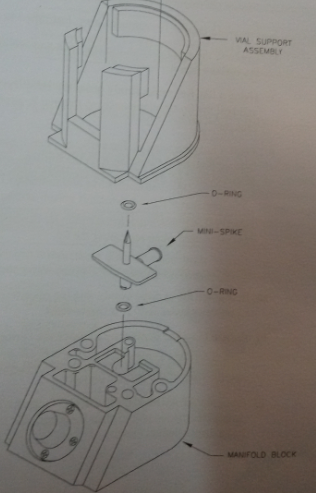 VIAL SUPPORT
ASSEMBLY
O-RING
MINI-SPIKE
O-RING
MANIFOLD BLOCK